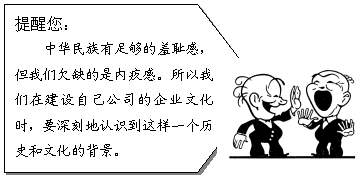 提醒您：
中华民族有足够的羞耻感，
但我们欠缺的是内疚感。所以我
们在建设自己公司的企业文化
时，要深刻地认识到这样一个历
史和文化的背景。